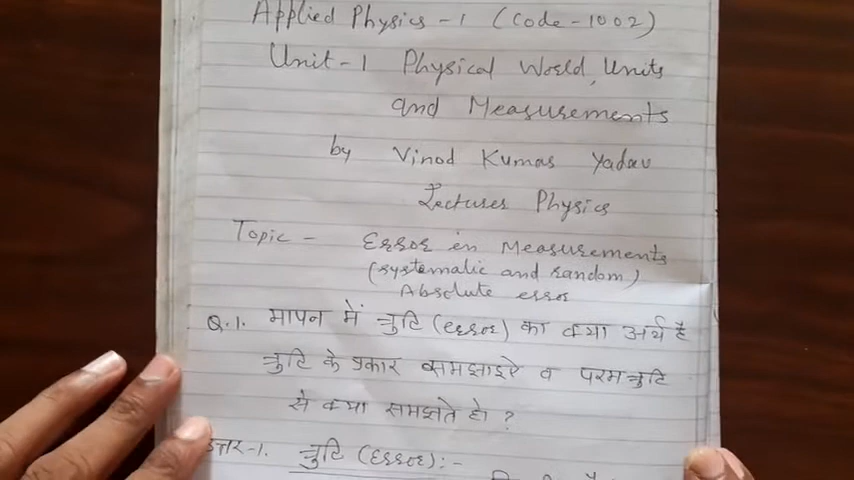 Applied Physics - 1 (Code-1002)
Unit-1 Physical World, Units
and Measurements
by Vinod Kumar Yadav
Lecturer Physics
Topic - Error in Measurements
(systematic and random)
Absolute error
Q.1. मापन में त्रुटि (error) का क्या अर्थ है
त्रुटि के प्रकार समझाइये व परम त्रुटि
से क्या समझते हो ?
उत्तर-1. त्रुटि (Error):-